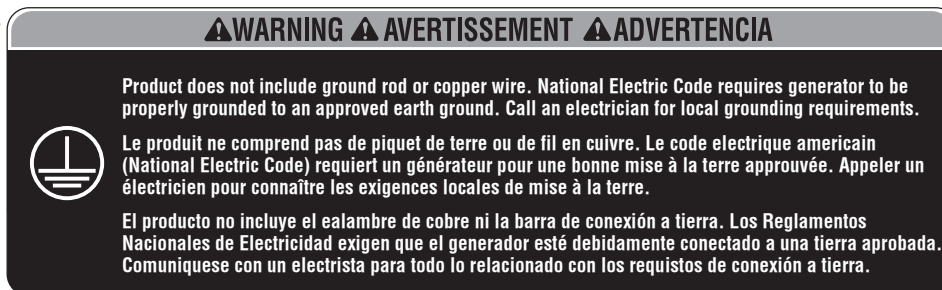 WARNING AVERTISSEMENT ADVERTENCIA
Product does not include ground rod or copper wire. National Electric Code requires generator to be
properly grounded to an approved earth ground. Call an electrician for local grounding requirements.
Le produit ne comprend pas de piquet de terre ou de fil en cuivre. Le code electrique americain
(National Electric Code) requiert un générateur pour une bonne mise à la terre approuvée. Appeler un
électricien pour connaître les exigences locales de mise à la terre.
El producto no incluye el ealambre de cobre ni la barra de conexión a tierra. Los Reglamentos
Nacionales de Electricidad exigen que el generador esté debidamente conectado a una tierra aprobada.
Comuniquese con un electrista para todo lo relacionado con los requistos de conexión a tierra.